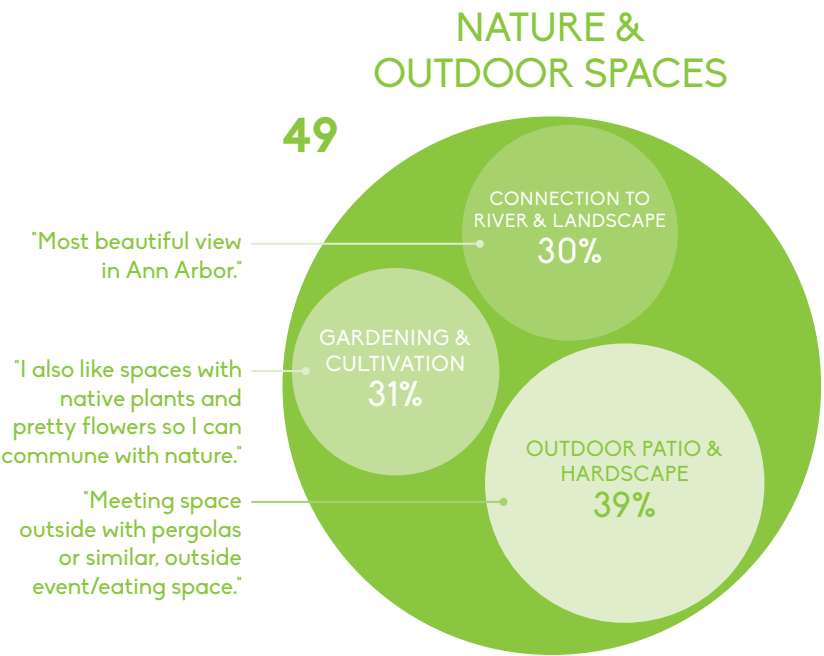 NATURE &
OUTDOOR SPACES
49
CONNECTION TO
RIVER & LANDSCAPE
30%
"Most beautiful view
in Ann Arbor."
GARDENING &
CULTIVATION
31%
"I also like spaces with
native plants and
pretty flowers so I can
commune with nature."
OUTDOOR PATIO &
HARDSCAPE
39%
"Meeting space
outside with pergolas
or similar, outside
event/eating space."